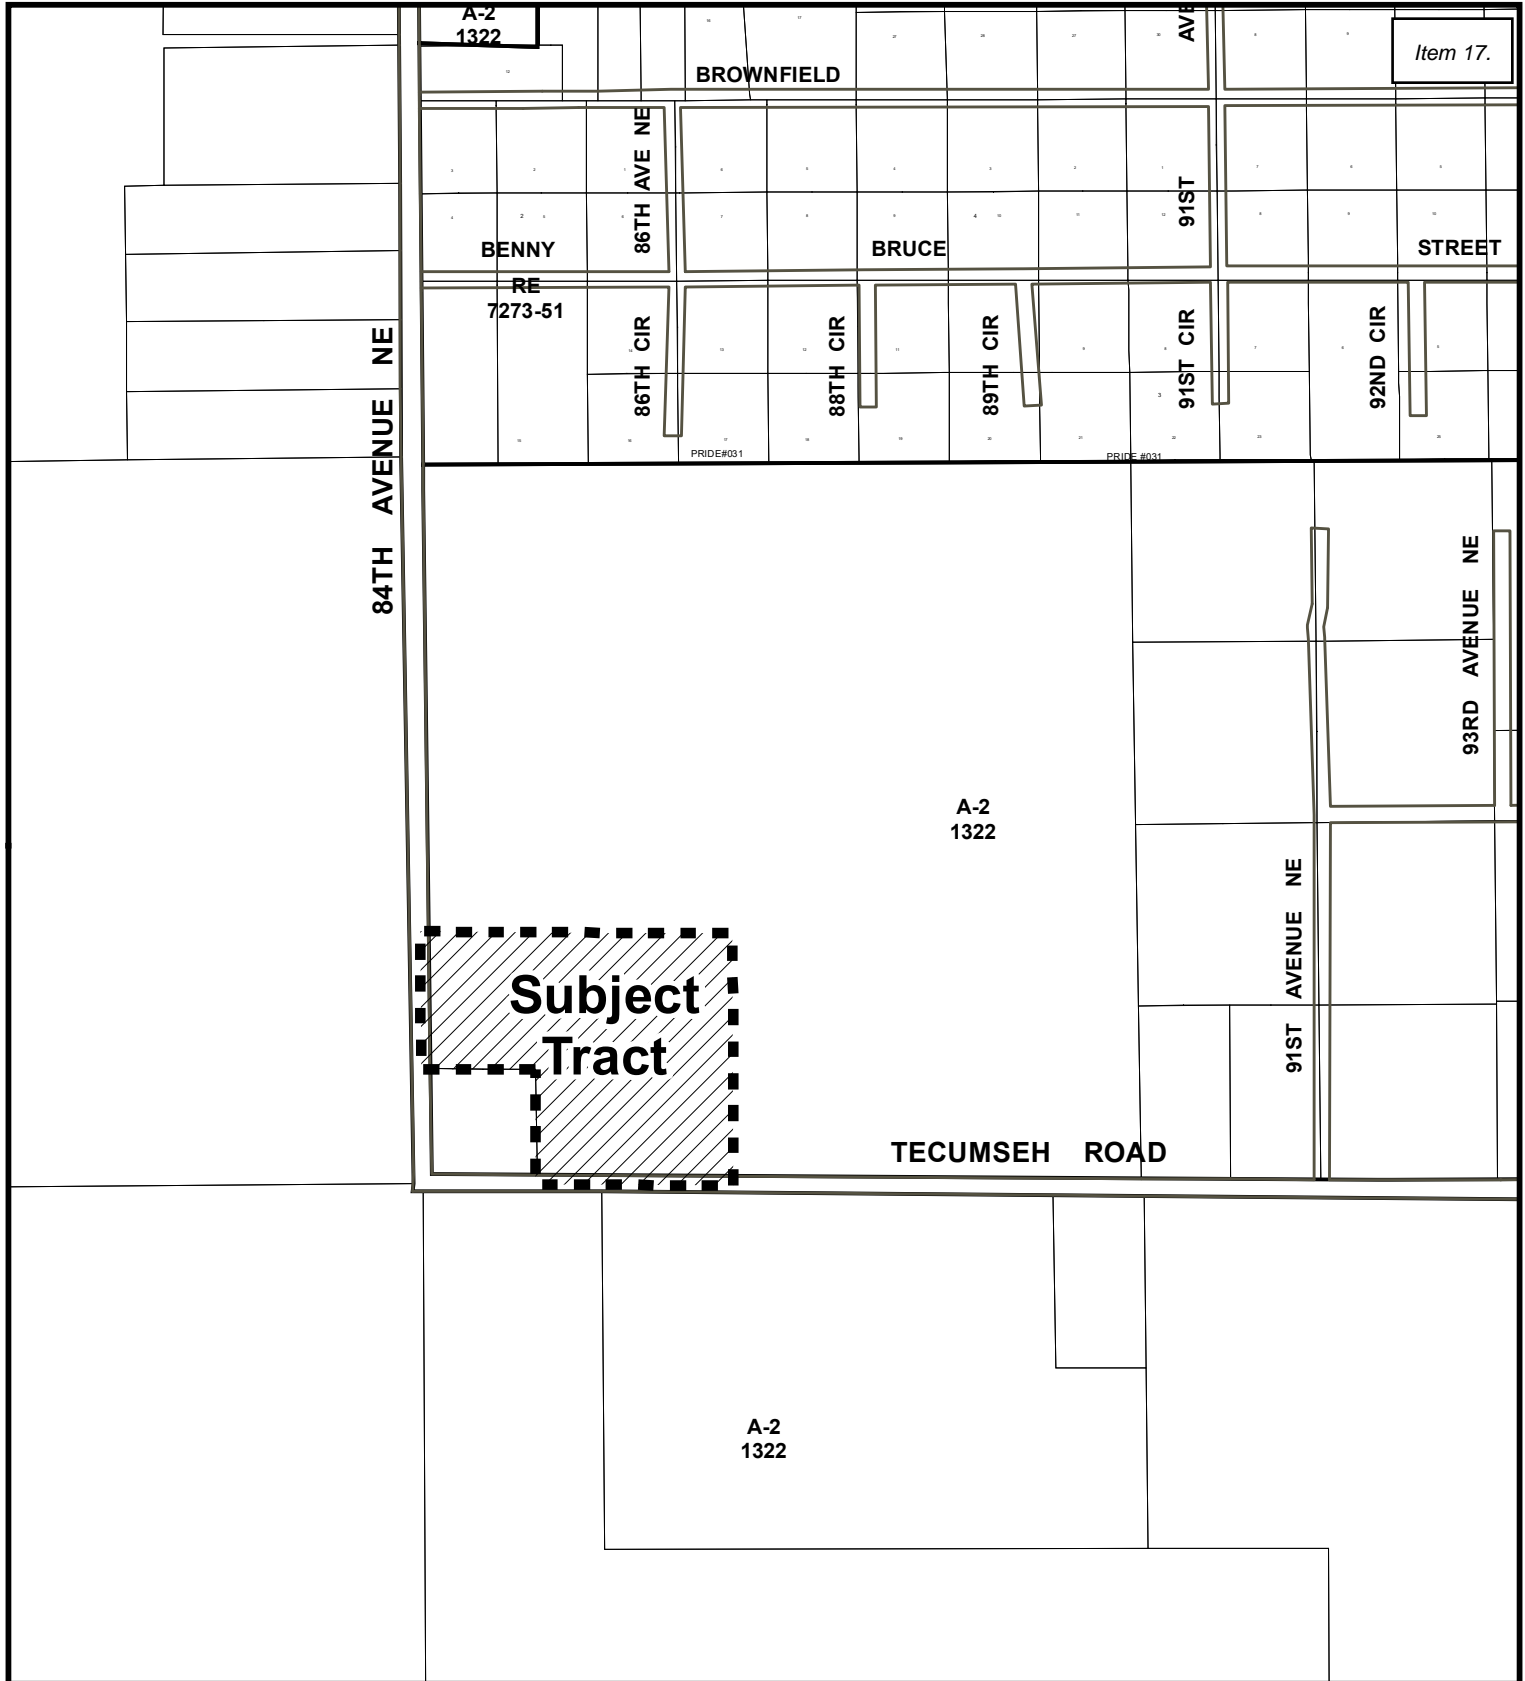 A-2
1322
AVE
Item 17.
BROWNFIELD
86TH AVE NE
91ST
BENNY
BRUCE
STREET
RE
7273-51
86TH CIR
88TH CIR
89TH CIR
91ST CIR
92ND CIR
84TH AVENUE NE
PRIDE#031
PRIDE #031
93RD AVENUE NE
A-2
1322
91ST AVENUE NE
Subject
Tract
TECUMSEH ROAD
A-2
1322